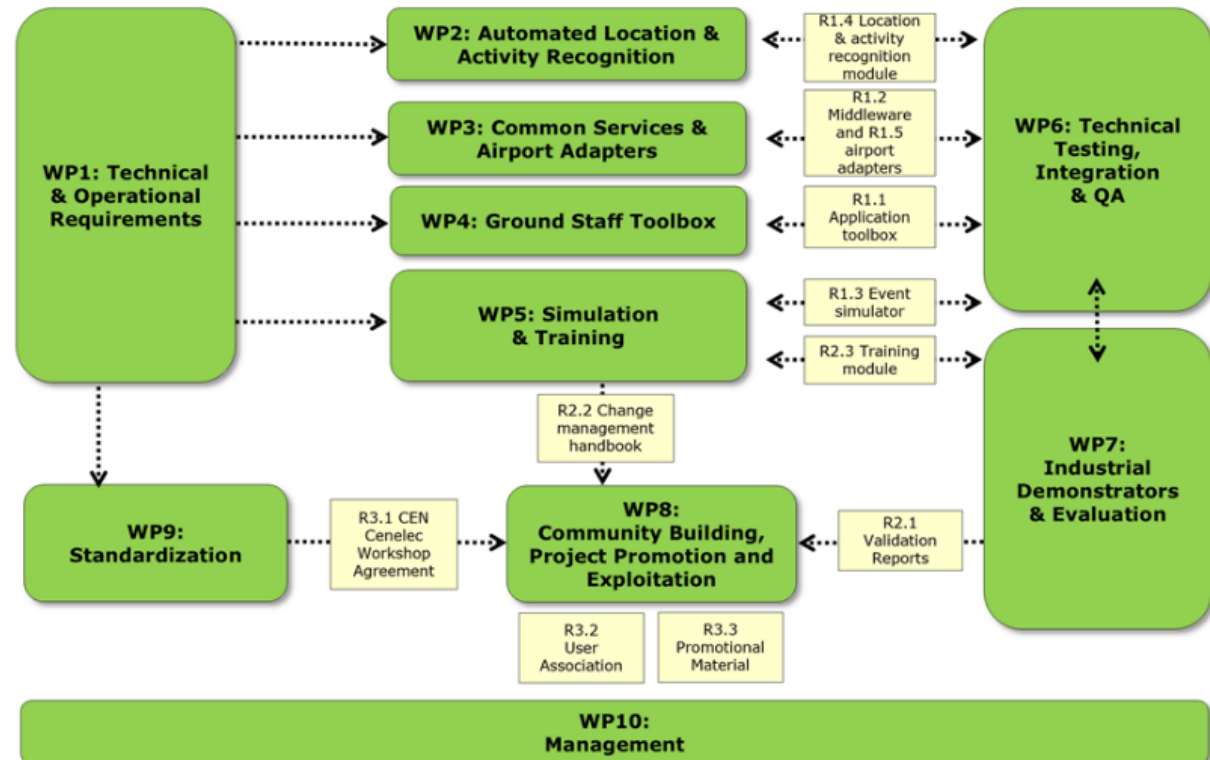 WP1: Technical
& Operational
Requirements
WP2: Automated Location &
Activity Recognition
R1.4 Location
& activity
recognition
module
WP3: Common Services &
Airport Adapters
R1.2
Middleware
and R1.5
airport
adapters
WP4: Ground Staff Toolbox
R1.1
Application
toolbox
WP6: Technical
Testing,
Integration
& QA
WP5: Simulation
& Training
R1.3 Event
simulator
R2.3 Training
module
R2.2 Change
management
handbook
WP7:
Industrial
Demonstrators
& Evaluation
WP9:
Standardization
R3.1 CEN
Cenelec
Workshop
Agreement
WP8:
Community Building,
Project Promotion and
Exploitation
R2.1
Validation
Reports
R3.2
User
Association
R3.3
Promotional
Material
WP10:
Management